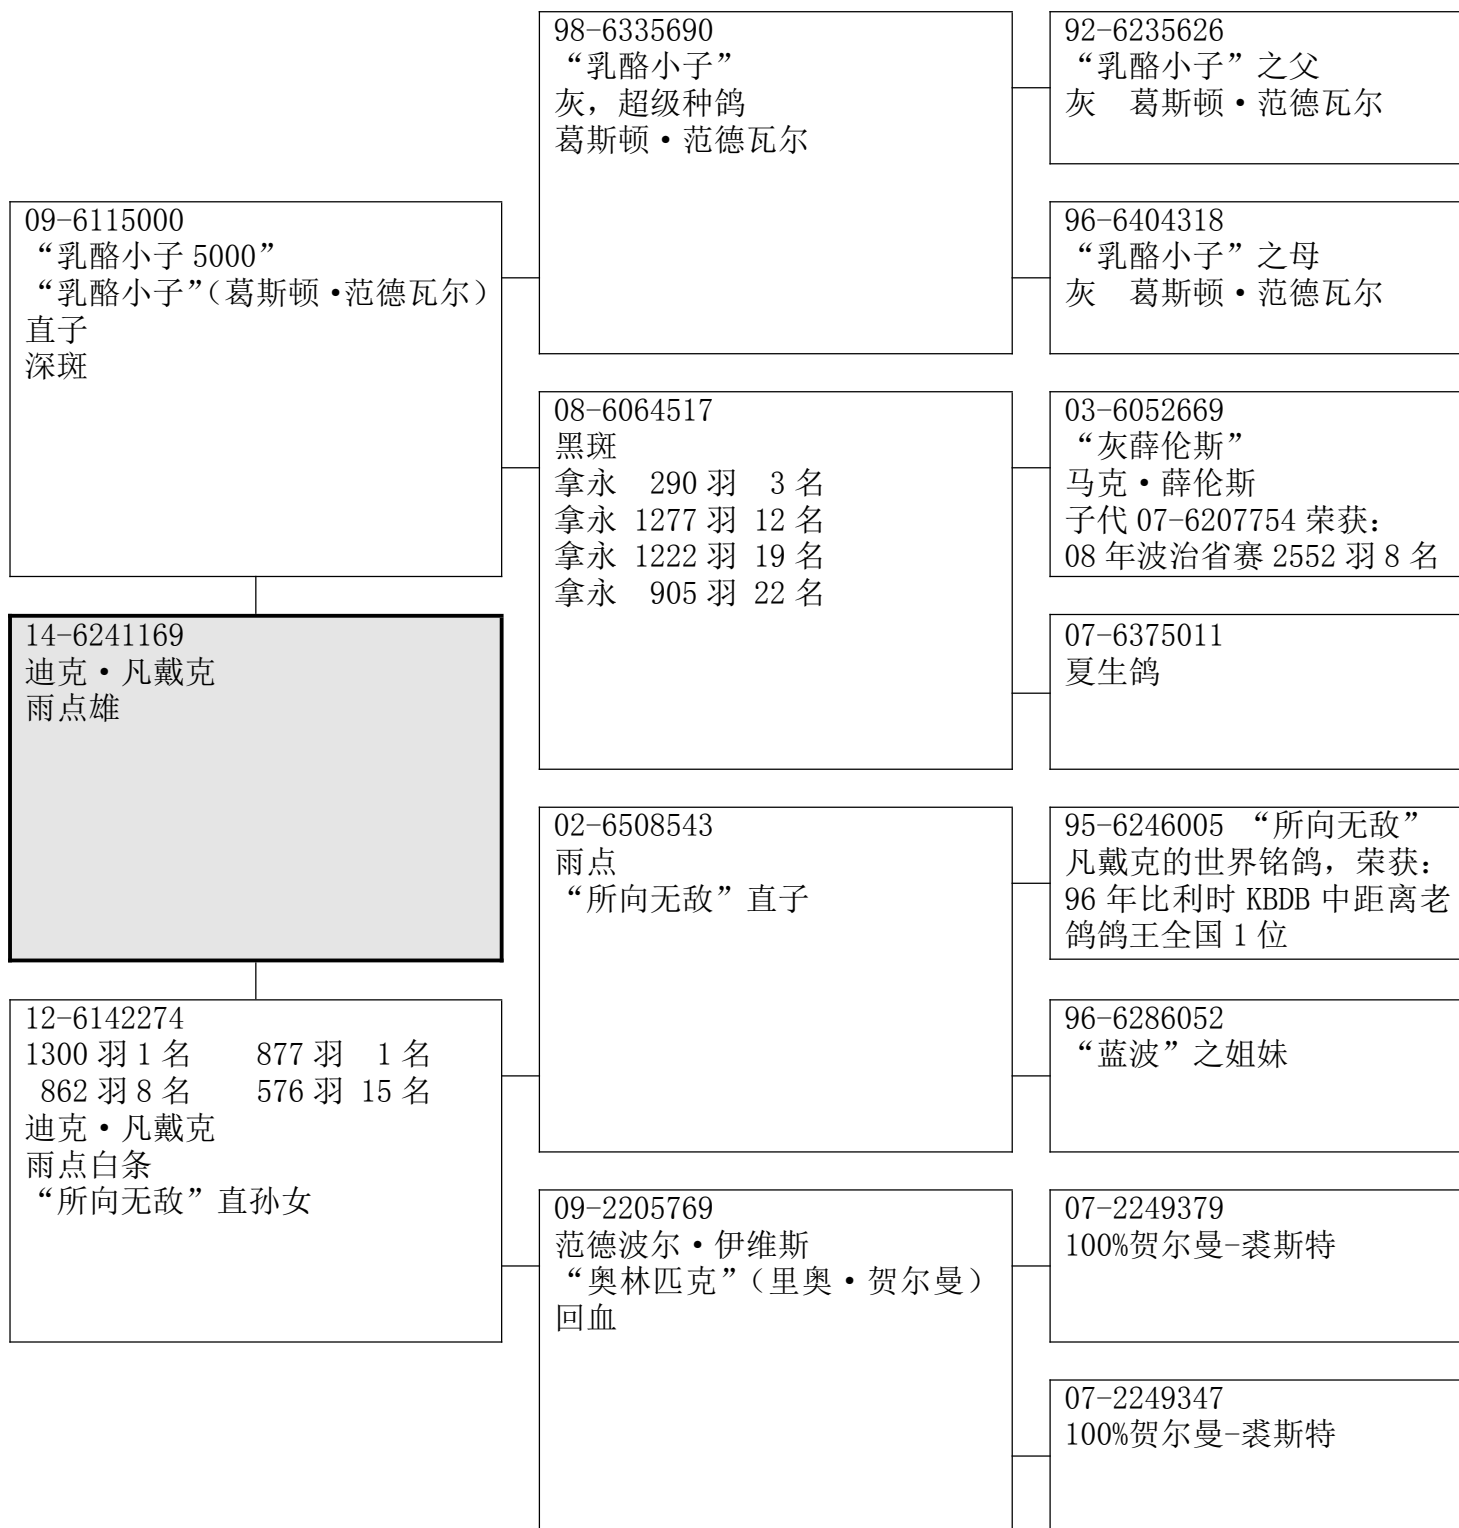 98-6335690
“乳酪小子”
灰，超级种鸽
葛斯顿·范德瓦尔
92-6235626
“乳酪小子”之父
灰　葛斯顿·范德瓦尔
09-6115000
“乳酪小子 5000”
“乳酪小子”（葛斯顿·范德瓦尔）
直子
深斑
96-6404318
“乳酪小子”之母
灰　葛斯顿·范德瓦尔
08-6064517
黑斑
拿永　290 羽　3 名
拿永 1277 羽 12 名
拿永 1222 羽 19 名
拿永　905 羽 22 名
03-6052669
“灰薛伦斯”
马克·薛伦斯
子代 07-6207754 荣获：
08 年波治省赛 2552 羽 8 名
14-6241169
迪克·凡戴克
雨点雄
07-6375011
夏生鸽
02-6508543
雨点
“所向无敌”直子
95-6246005 “所向无敌”
凡戴克的世界铭鸽，荣获：
96 年比利时 KBDB 中距离老
鸽鸽王全国 1 位
12-6142274
1300 羽 1 名　　877 羽　1 名
862 羽 8 名　　576 羽 15 名
迪克·凡戴克
雨点白条
“所向无敌”直孙女
96-6286052
“蓝波”之姐妹
09-2205769
范德波尔·伊维斯
“奥林匹克”（里奥·贺尔曼）
回血
07-2249379
100%贺尔曼-裘斯特
07-2249347
100%贺尔曼-裘斯特